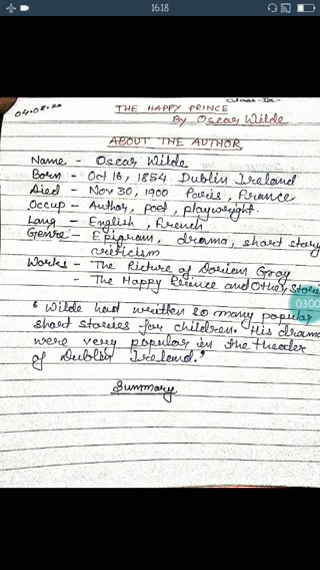 16:18
04.08.20
Class-IX-
THE HAPPY PRINCE
By Oscar Wilde
ABOUT THE AUTHOR
Name - Oscar Wilde
Born - Oct 16, 1854 Dublin Ireland
Died - Nov 30, 1900 Paris, France
Occup - Author, poet, playwright.
Lang - English, French
Genre - Epigram, drama, short story
criticism
Works - The Picture of Dorian Gray
- The Happy Prince and Other Stories
0300
"Wilde had written so many popular
short stories for children. His drama
were very popular in the theater
of Dublin Ireland."
Summary